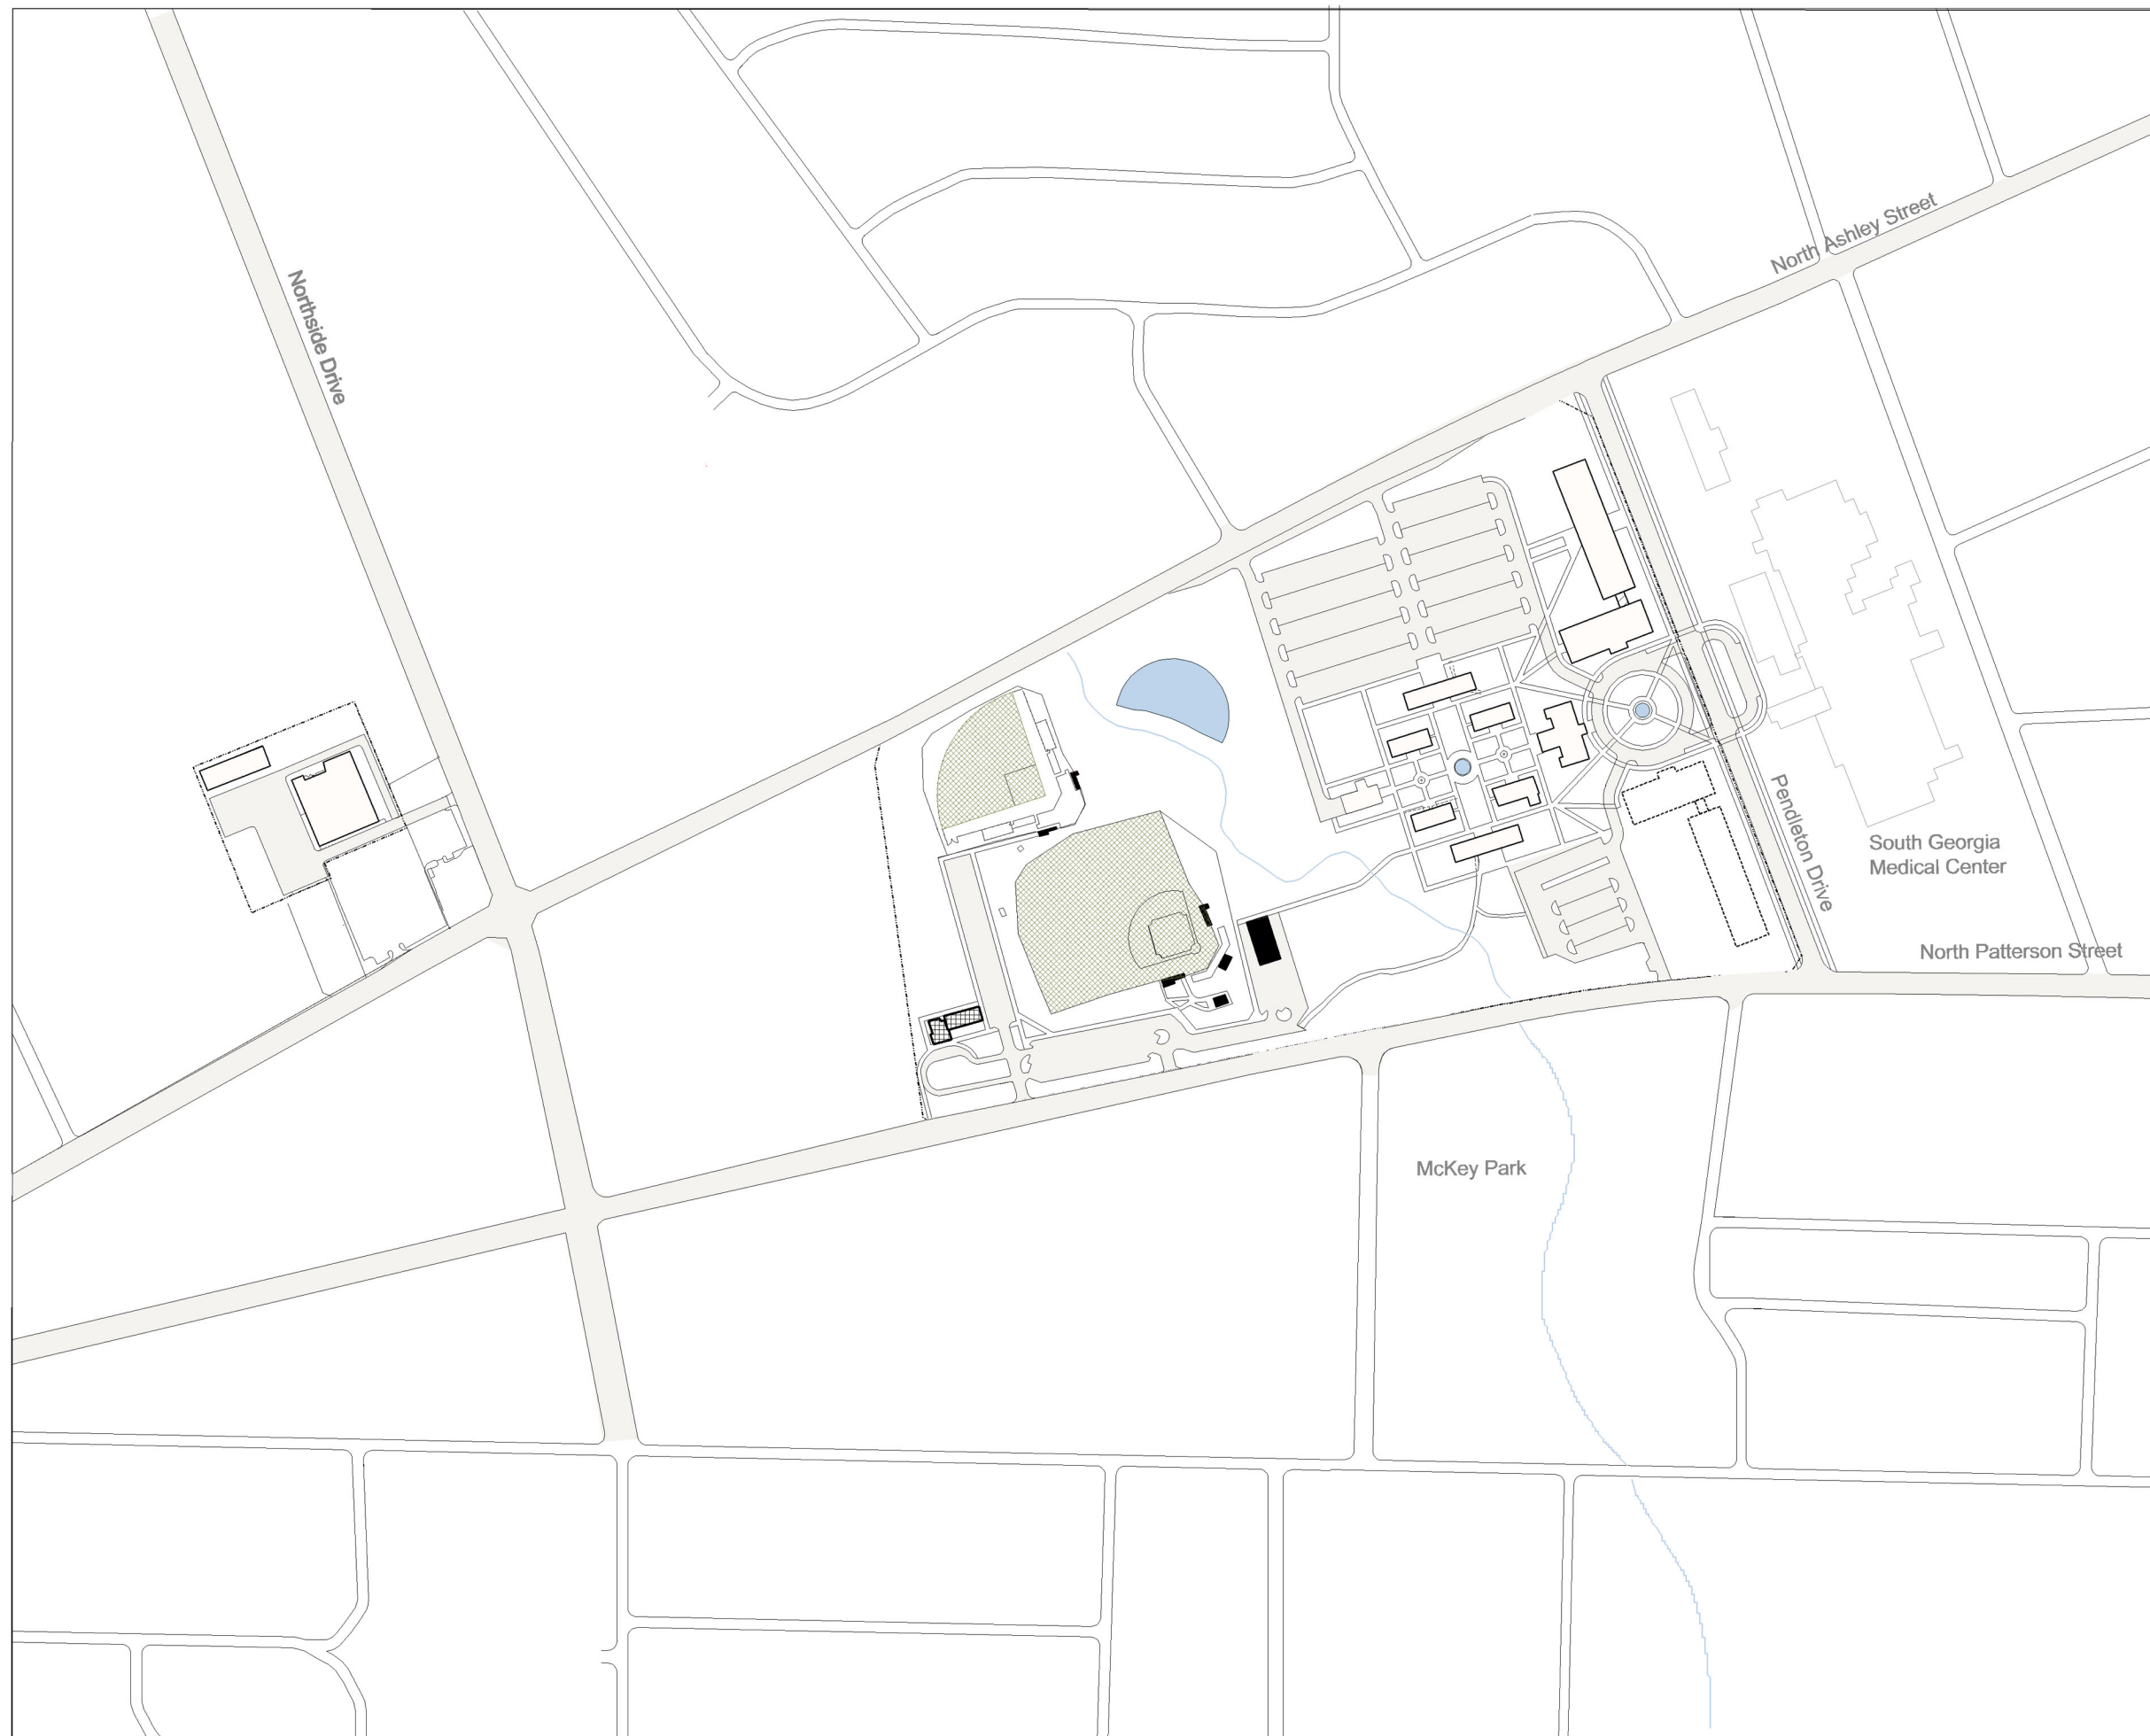 North Ashley Street
Northside Drive
Pendleton Drive
South Georgia
Medical Center
North Patterson Street
McKey Park